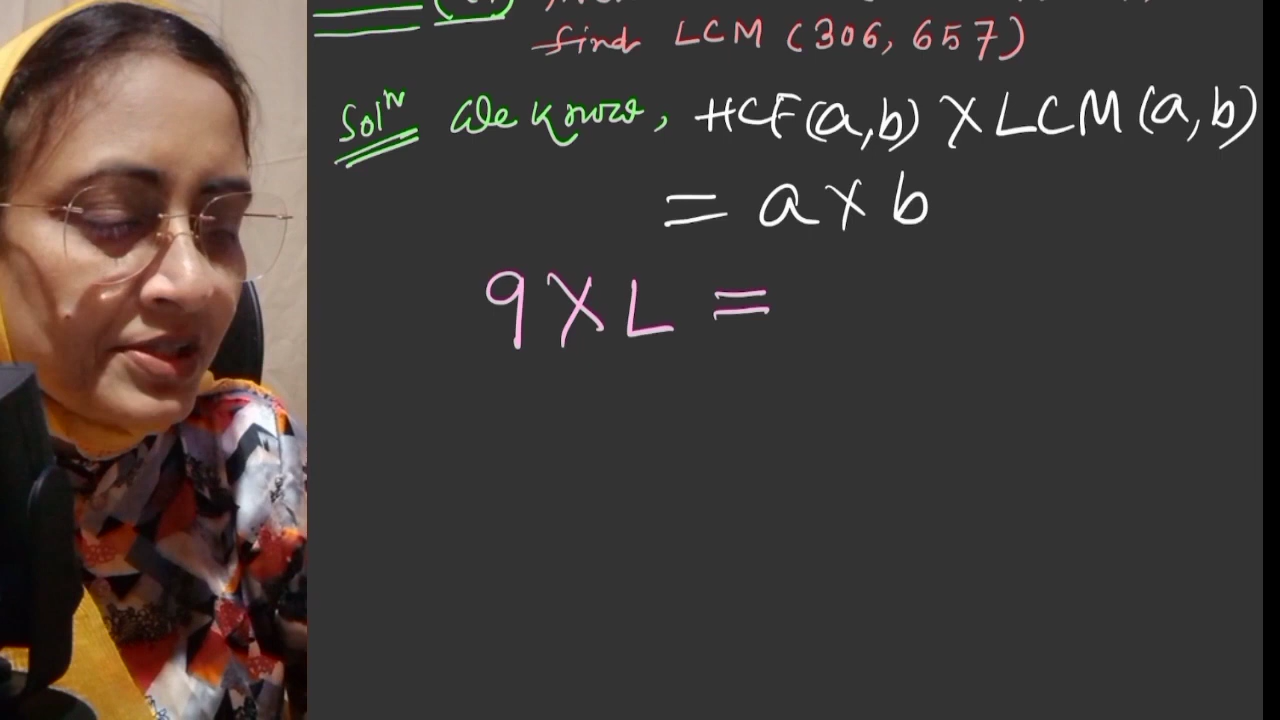 find LCM (306, 657)
Solⁿ We know, HCF(a,b) X LCM (a, b)
= a x b
9 X L =